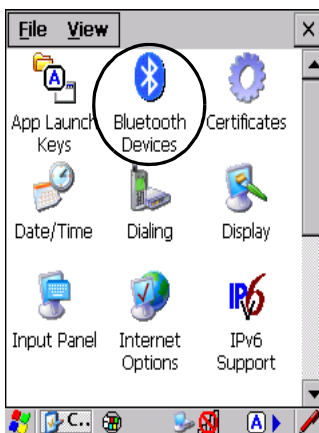 File View
App Launch Keys
Bluetooth Devices
Certificates
Date/Time
Dialing
Display
Input Panel
Internet Options
IPv6 Support
C..
A